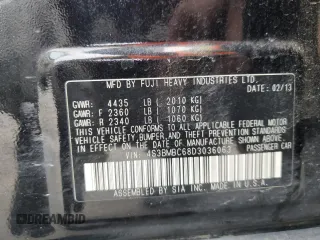 MFD BY FUJI HEAVY INDUSTRIES LTD.
DATE: 02/13
GVWR: 4435 LB (2010 KG)
GAWR: F 2360 LB (1070 KG)
GAWR: R 2340 LB (1060 KG)
THIS VEHICLE CONFORMS TO ALL APPLICABLE FEDERAL MOTOR
VEHICLE SAFETY, BUMPER, AND THEFT PREVENTION STANDARDS
IN EFFECT ON THE DATE OF MANUFACTURE SHOWN ABOVE.
VIN: 4S3BMBC68D3036063
PASSENGER CAR
ASSEMBLED BY SIA INC. IN U.S.A.